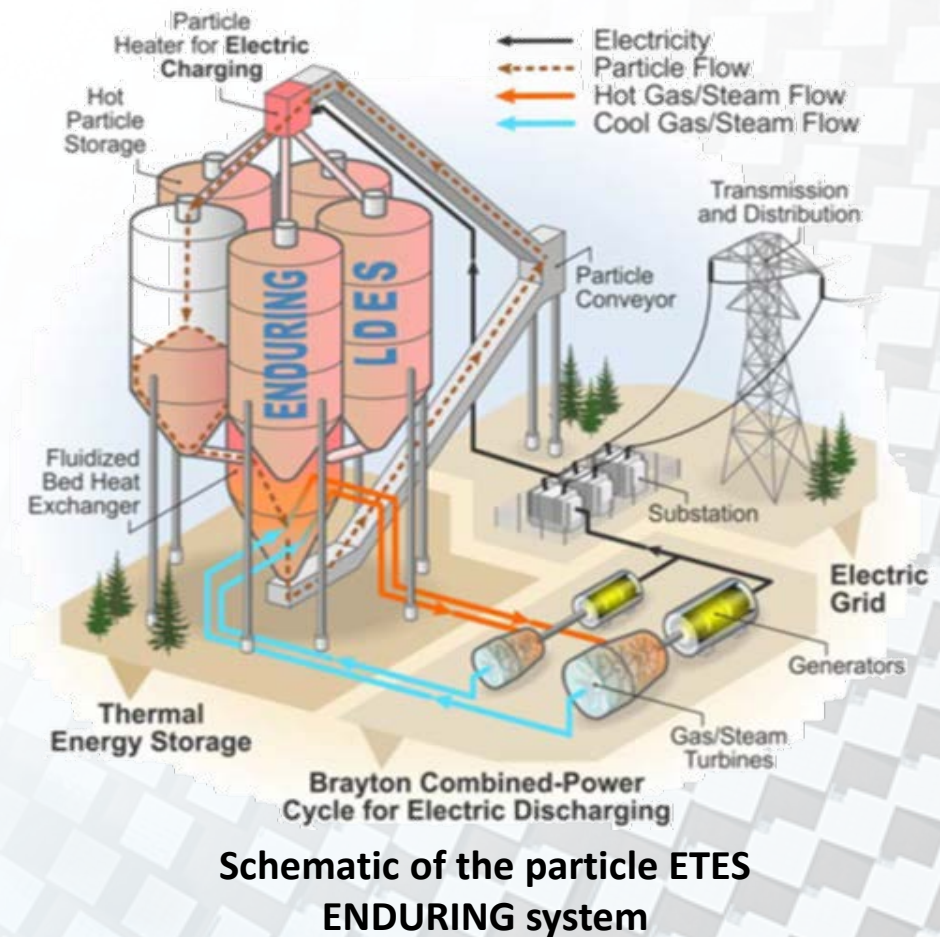 Particle
Heater for Electric
Charging
Electricity
Particle Flow
Hot Gas/Steam Flow
Cool Gas/Steam Flow
Hot
Particle
Storage
Transmission
and Distribution
Particle
Conveyor
ENDURING
LDES
Fluidized
Bed Heat
Exchanger
Substation
Electric
Grid
Generators
Thermal
Energy Storage
Gas/Steam
Turbines
Brayton Combined-Power
Cycle for Electric Discharging
Schematic of the particle ETES
ENDURING system